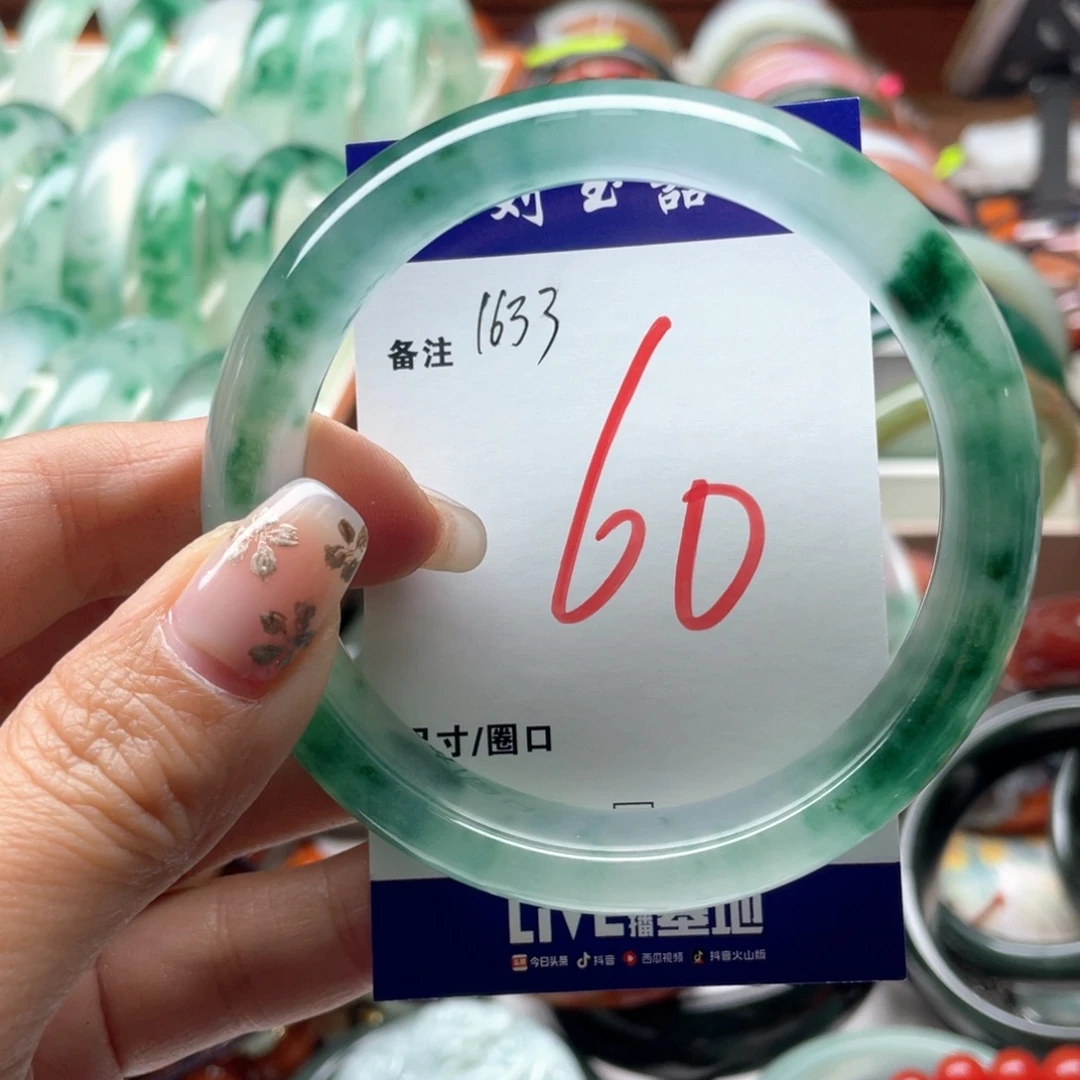 备注 1633
60
寸/圈口
LIVE 播基地
今日头条 抖音 西瓜视频 抖音火山版